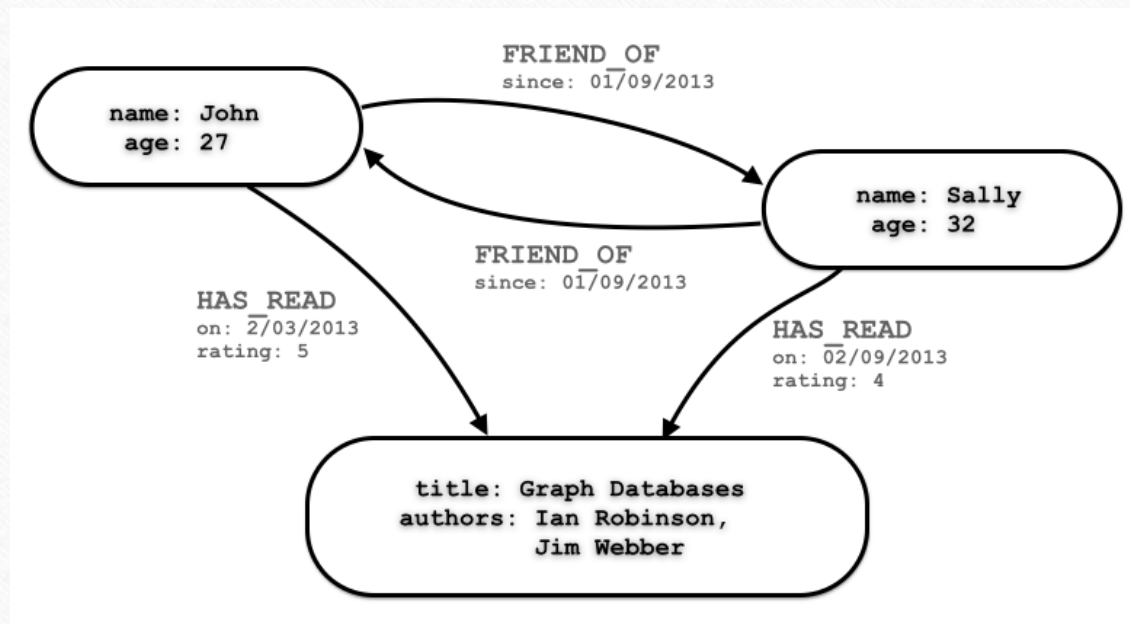 FRIEND_OF
since: 01/09/2013
name: John
age: 27
name: Sally
age: 32
FRIEND_OF
since: 01/09/2013
HAS_READ
on: 2/03/2013
rating: 5
HAS_READ
on: 02/09/2013
rating: 4
title: Graph Databases
authors: Ian Robinson,
Jim Webber